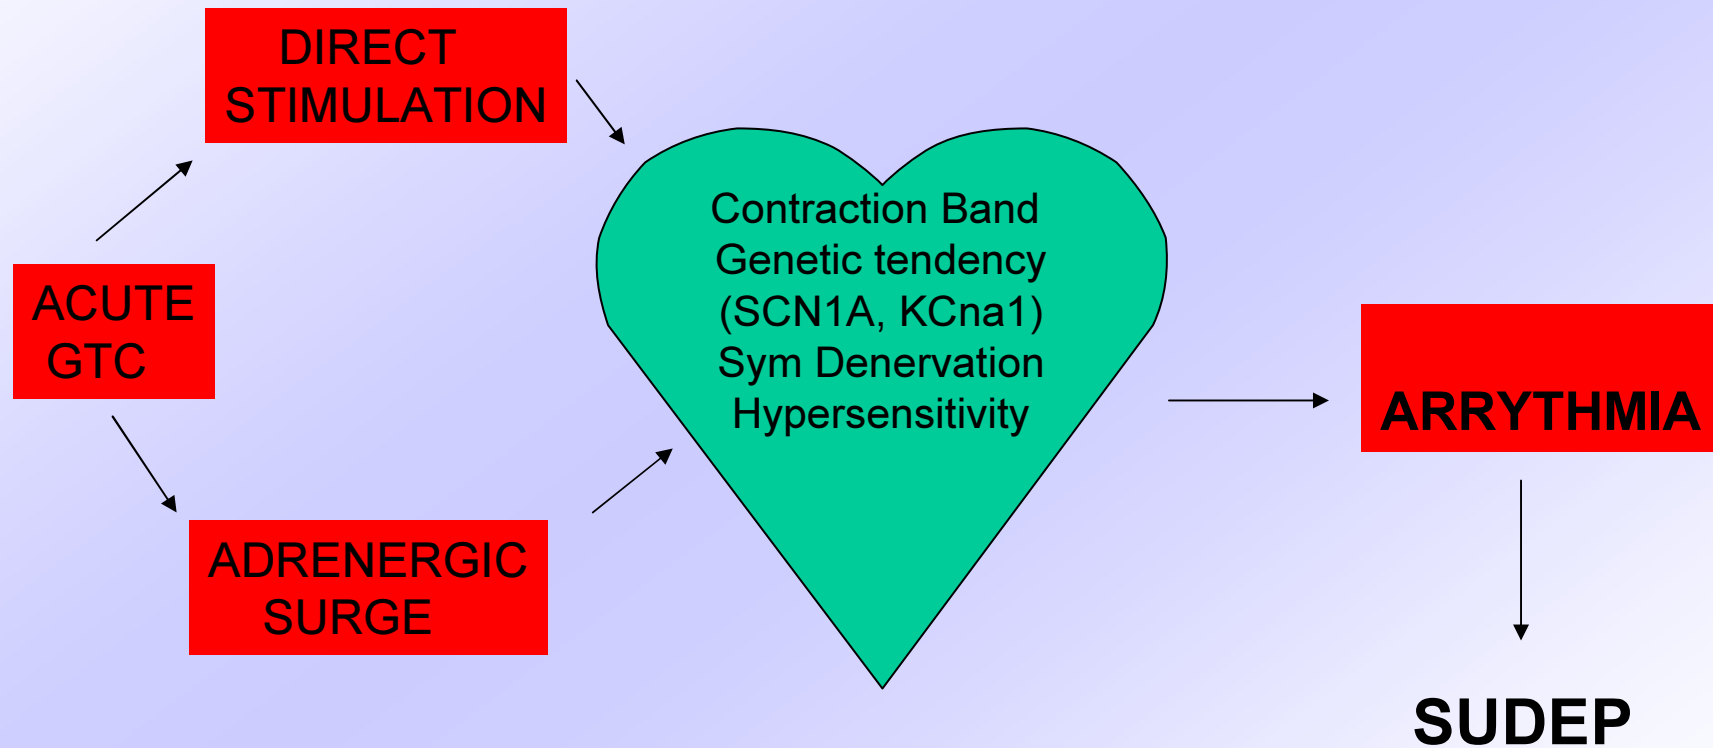 DIRECT
STIMULATION
ACUTE
GTC
ADRENERGIC
SURGE
Contraction Band
Genetic tendency
(SCN1A, KCna1)
Sym Denervation
Hypersensitivity
ARRYTHMIA
SUDEP